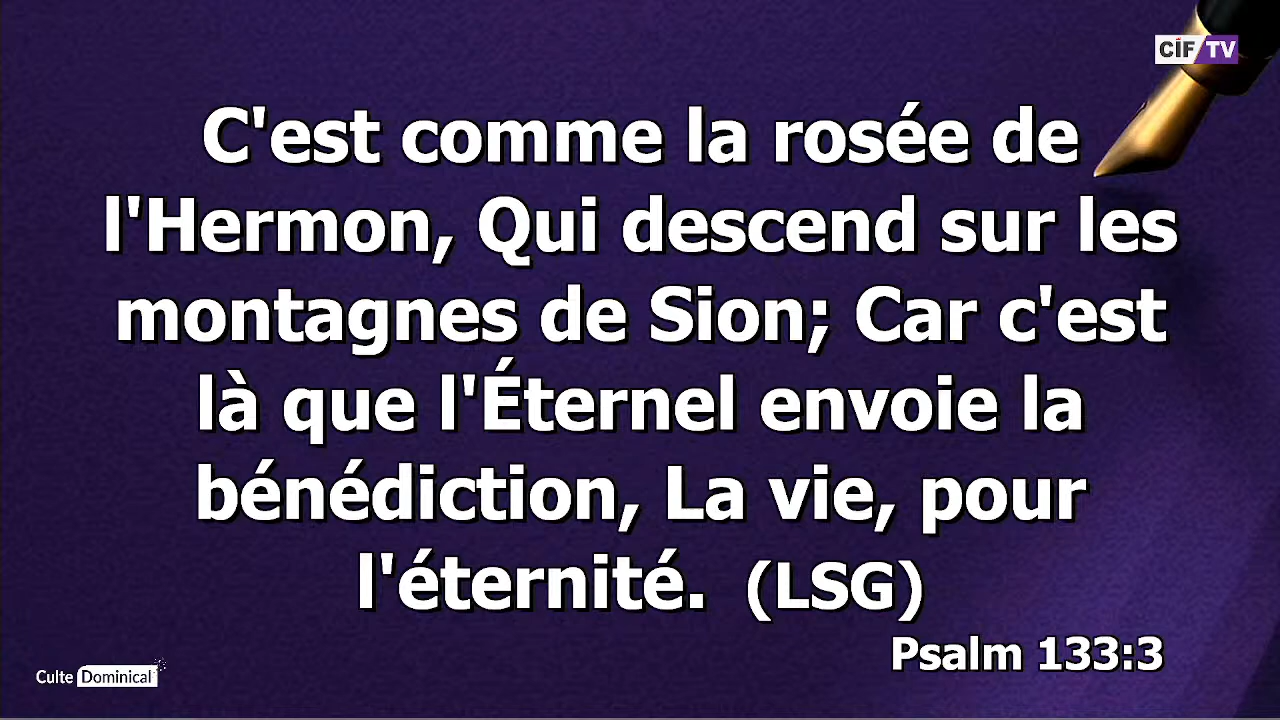 CIF TV
C'est comme la rosée de
l'Hermon, Qui descend sur les
montagnes de Sion; Car c'est
là que l'Éternel envoie la
bénédiction, La vie, pour
l'éternité. (LSG)
Psalm 133:3
Culte Dominical